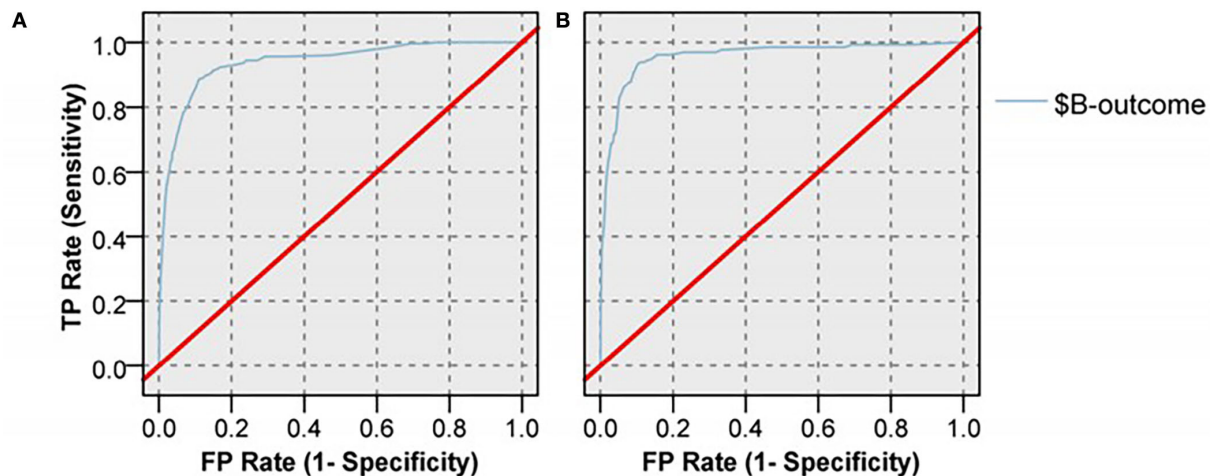 A
B
TP Rate (Sensitivity)
1.0
0.8
0.6
0.4
0.2
0.0
0.0 0.2 0.4 0.6 0.8 1.0
FP Rate (1- Specificity)
0.0 0.2 0.4 0.6 0.8 1.0
FP Rate (1- Specificity)
$B-outcome